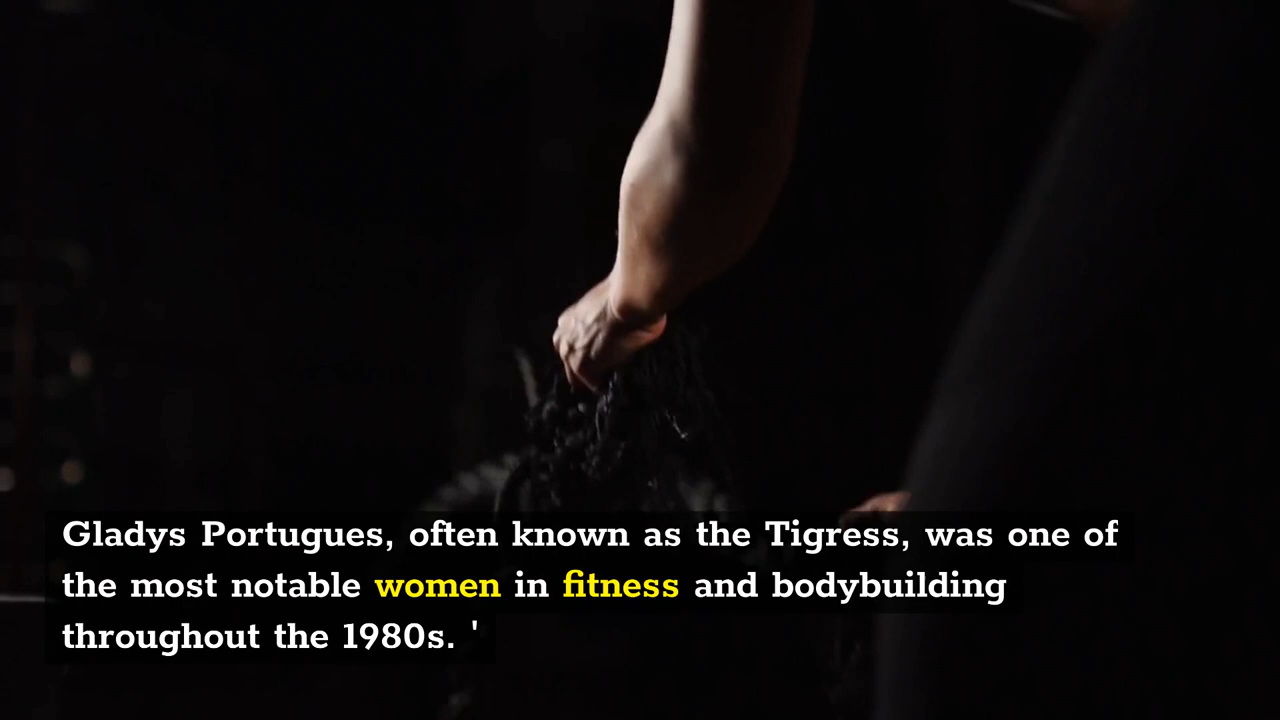 Gladys Portugues, often known as the Tigress, was one of
the most notable women in fitness and bodybuilding
throughout the 1980s. '